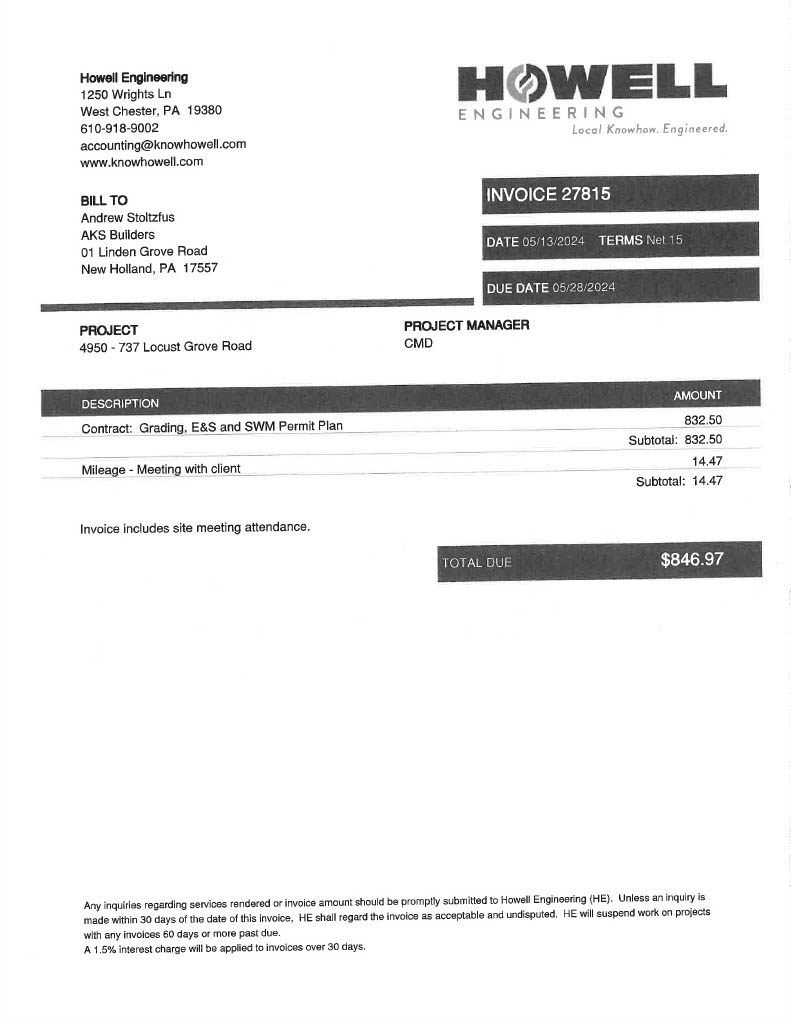 Howell Engineering
1250 Wrights Ln
West Chester, PA 19380
610-918-9002
accounting@knowhowell.com
www.knowhowell.com
HOWELL
ENGINEERING
Local Knowhow. Engineered.
BILL TO
Andrew Stoltzfus
AKS Builders
01 Linden Grove Road
New Holland, PA 17557
INVOICE 27815
DATE 05/13/2024 TERMS Net 15
DUE DATE 05/28/2024
PROJECT
4950 - 737 Locust Grove Road
PROJECT MANAGER
CMD
DESCRIPTION AMOUNT
Contract: Grading, E&S and SWM Permit Plan 832.50
Subtotal: 832.50
Mileage - Meeting with client 14.47
Subtotal: 14.47
Invoice includes site meeting attendance.
TOTAL DUE $846.97
Any inquiries regarding services rendered or invoice amount should be promptly submitted to Howell Engineering (HE). Unless an inquiry is
made within 30 days of the date of this invoice, HE shall regard the invoice as acceptable and undisputed. HE will suspend work on projects
with any invoices 60 days or more past due.
A 1.5% interest charge will be applied to invoices over 30 days.